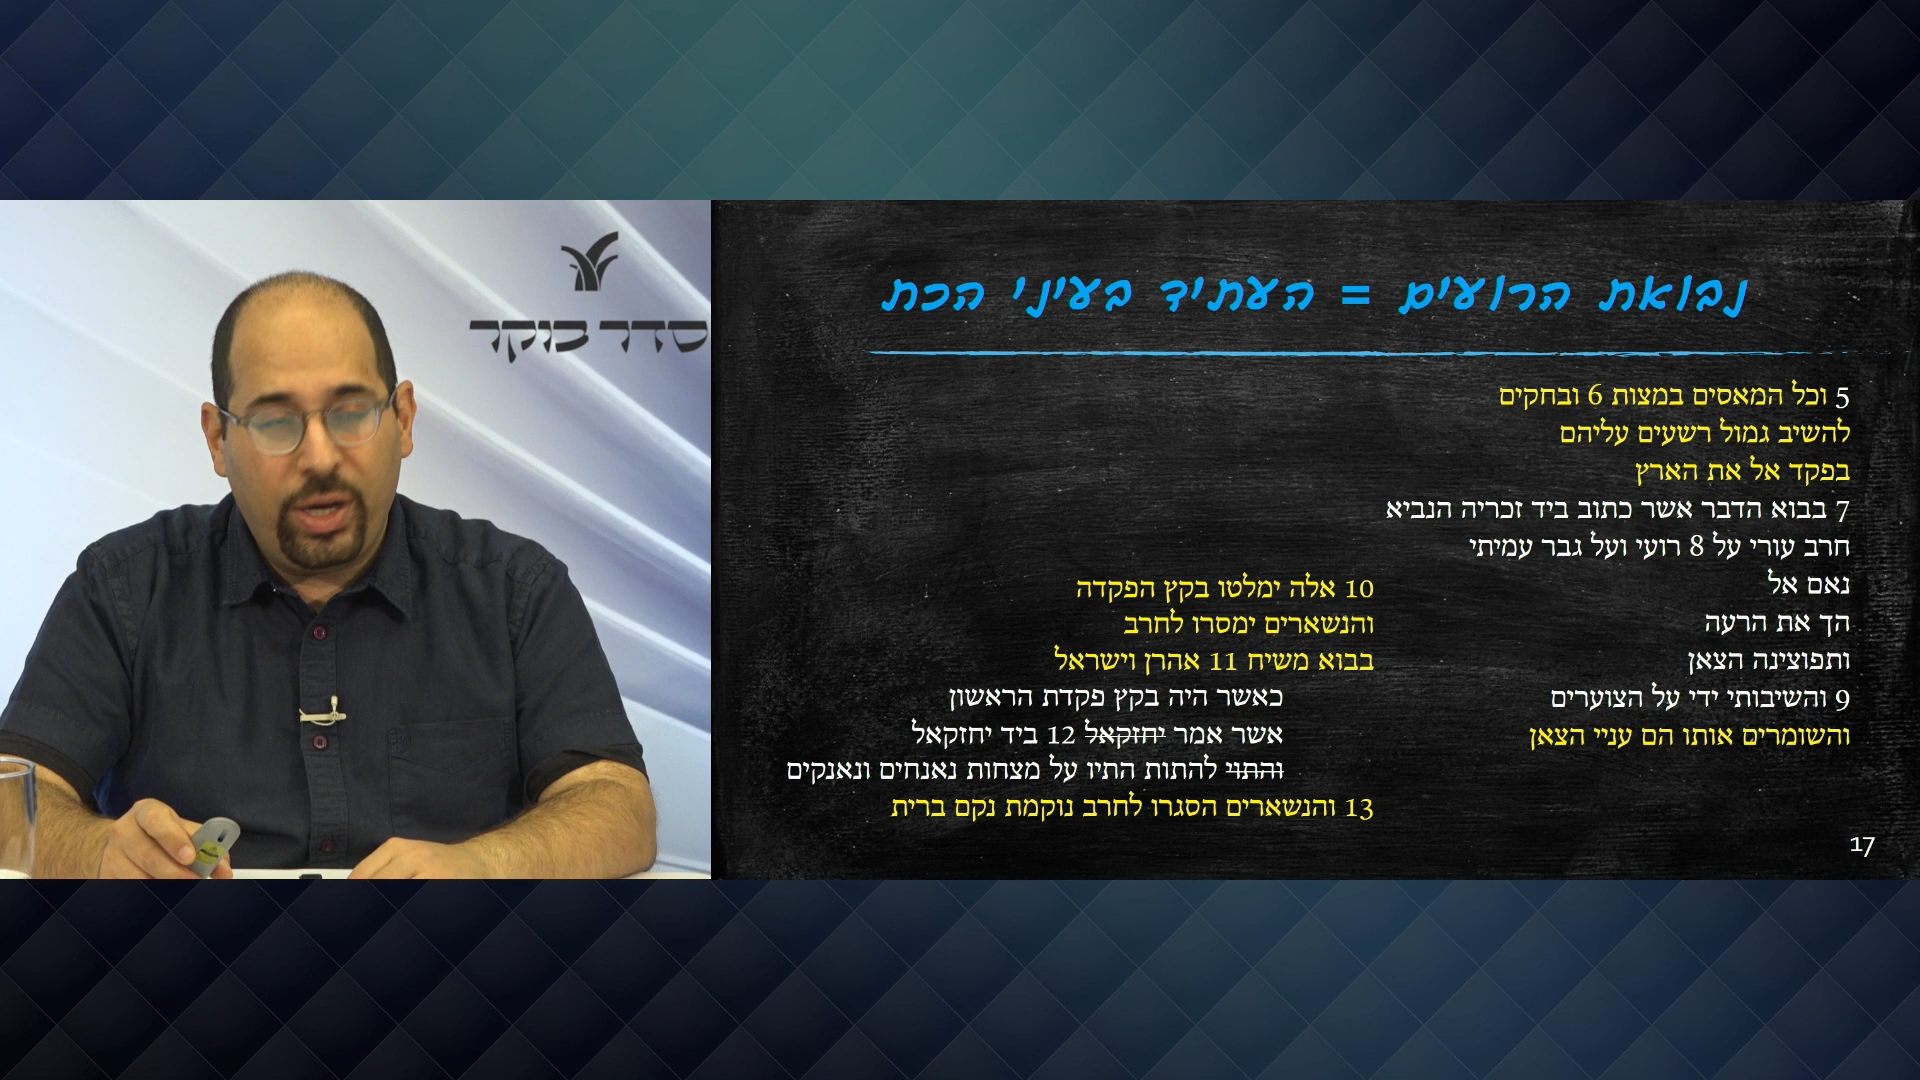 סדר בוקר
נבואת הרועים = העתיד בעיני הכת
5 וכל המאסים במצות 6 ובחקים
להשיב גמול רשעים עליהם
בפקד אל את הארץ
7 בבוא הדבר אשר כתוב ביד זכריה הנביא
חרב עורי על 8 רועי ועל גבר עמיתי
נאם אל
הך את הרעה
ותפוצינה הצאן
9 והשיבותי ידי על הצוערים
והשומרים אותו הם עניי הצאן
10 אלה ימלטו בקץ הפקדה
והנשארים ימסרו לחרב
בבוא משיח 11 אהרן וישראל
כאשר היה בקץ פקדת הראשון
אשר אמר יחזקאל 12 ביד יחזקאל
והתוי להתות התיו על מצחות נאנחים ונאנקים
13 והנשארים הסגרו לחרב נוקמת נקם ברית
17